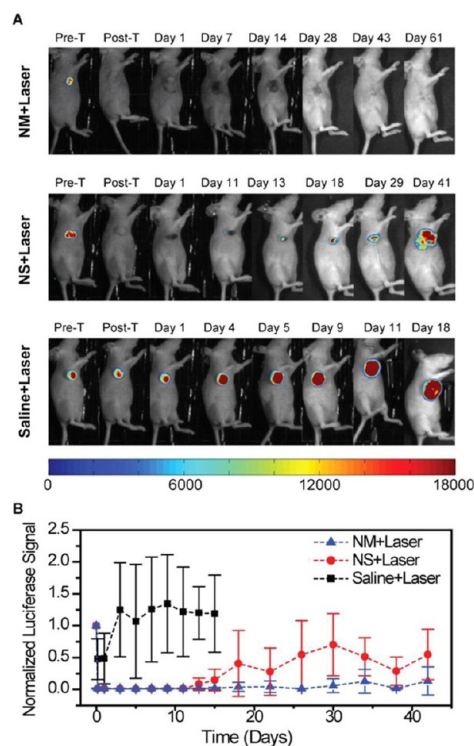 A
Pre-T Post-T Day 1 Day 7 Day 14 Day 28 Day 43 Day 61
NM+Laser
Pre-T Post-T Day 1 Day 11 Day 13 Day 18 Day 29 Day 41
NS+Laser
Pre-T Post-T Day 1 Day 4 Day 5 Day 9 Day 11 Day 18
Saline+Laser
0 6000 12000 18000
B
Normalized Luciferase Signal
2.5
2.0
1.5
1.0
0.5
0.0
NM+Laser
NS+Laser
Saline+Laser
0 10 20 30 40
Time (Days)